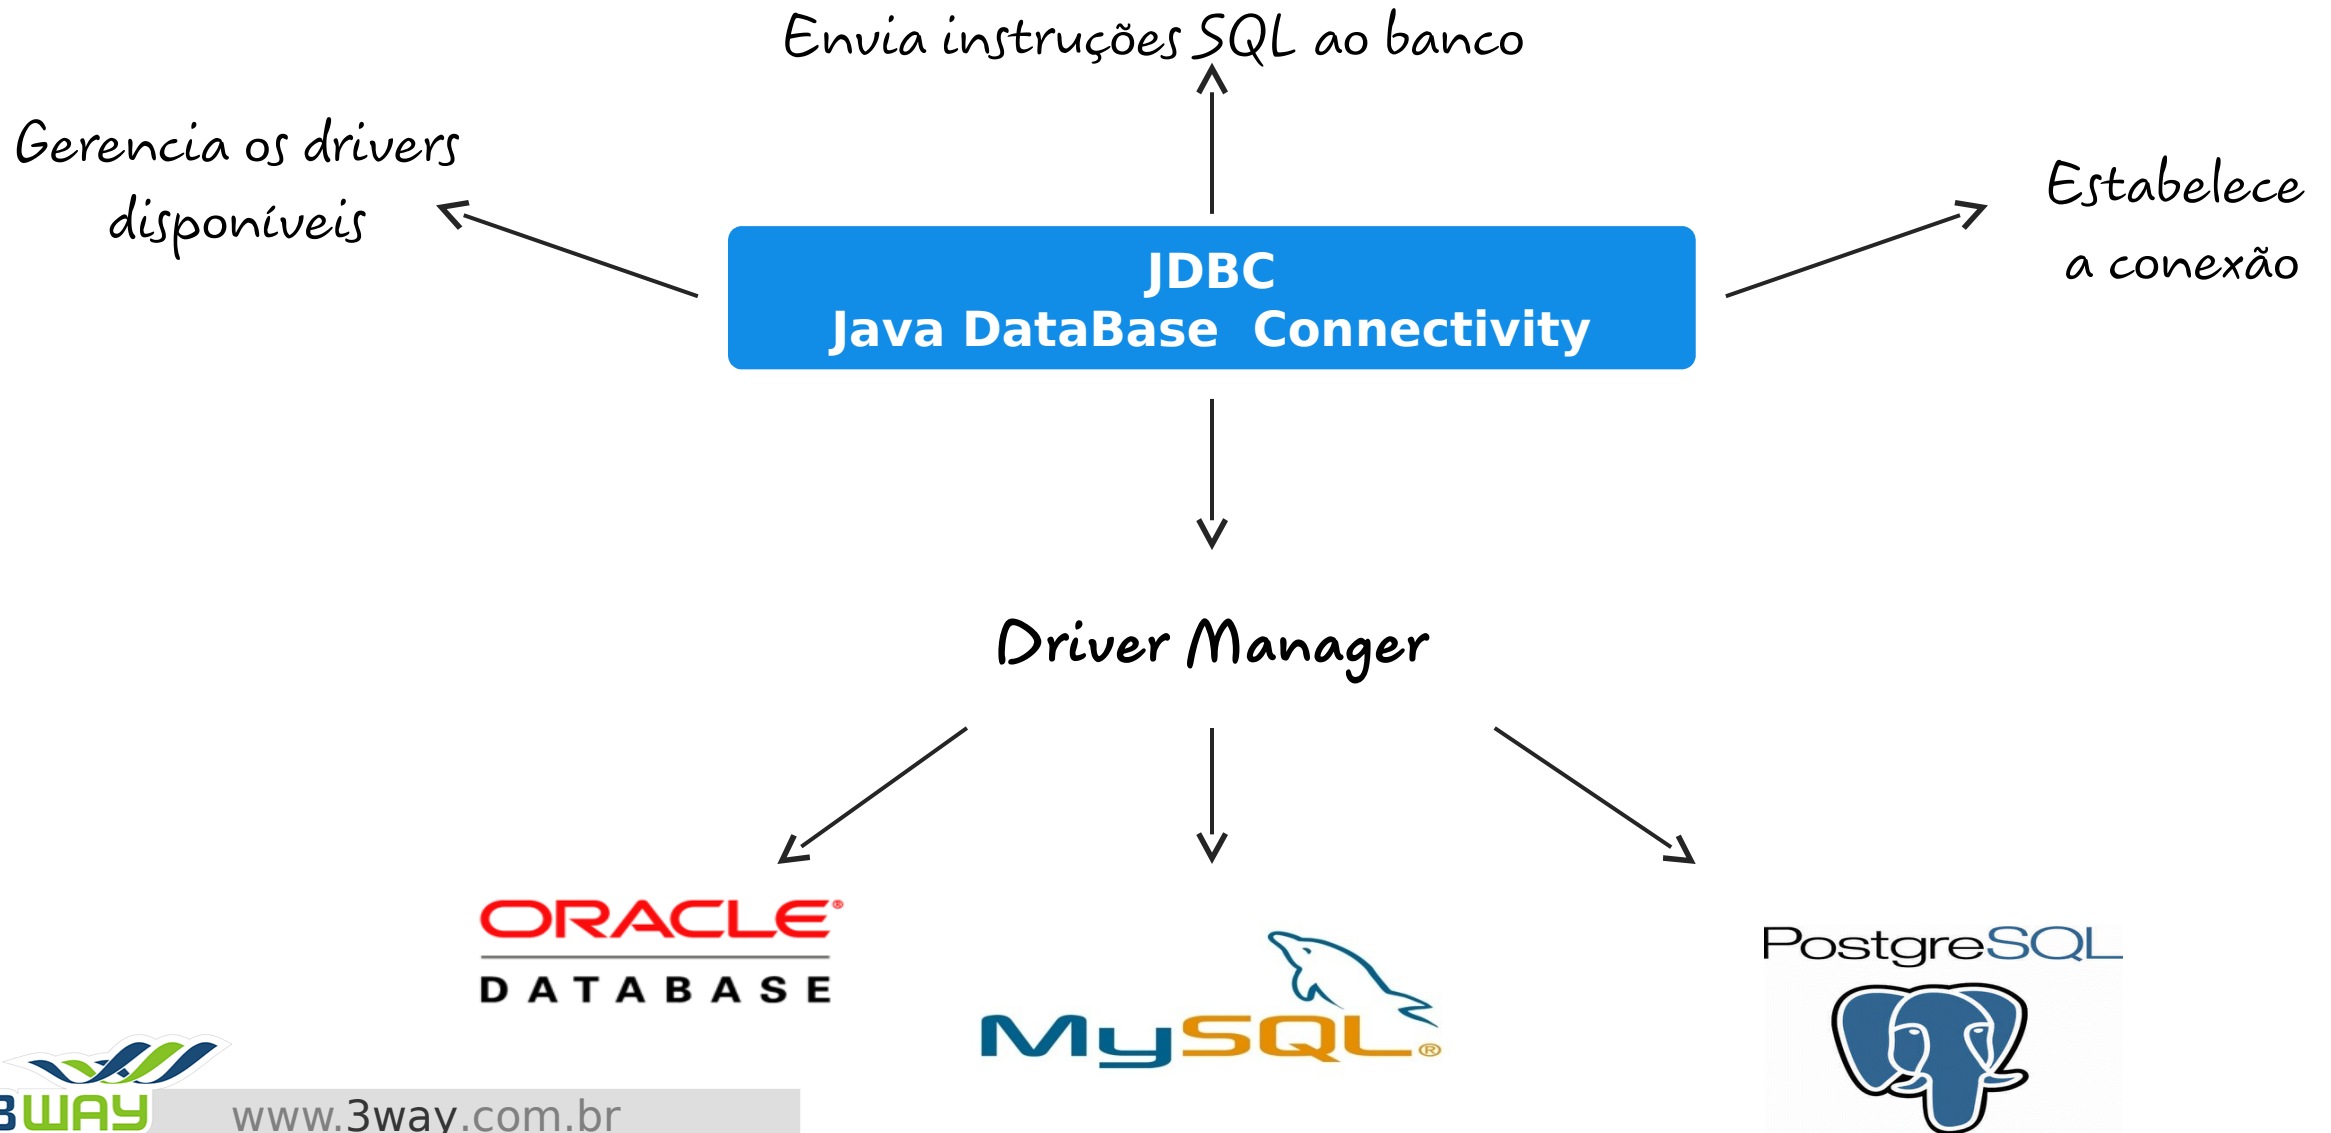 Envia instruções SQL ao banco
Gerencia os drivers
disponíveis
Estabelece
a conexão
JDBC
Java DataBase  Connectivity
Driver Manager
ORACLE®
DATABASE
MySQL®
PostgreSQL
3WAY
www.3way.com.br